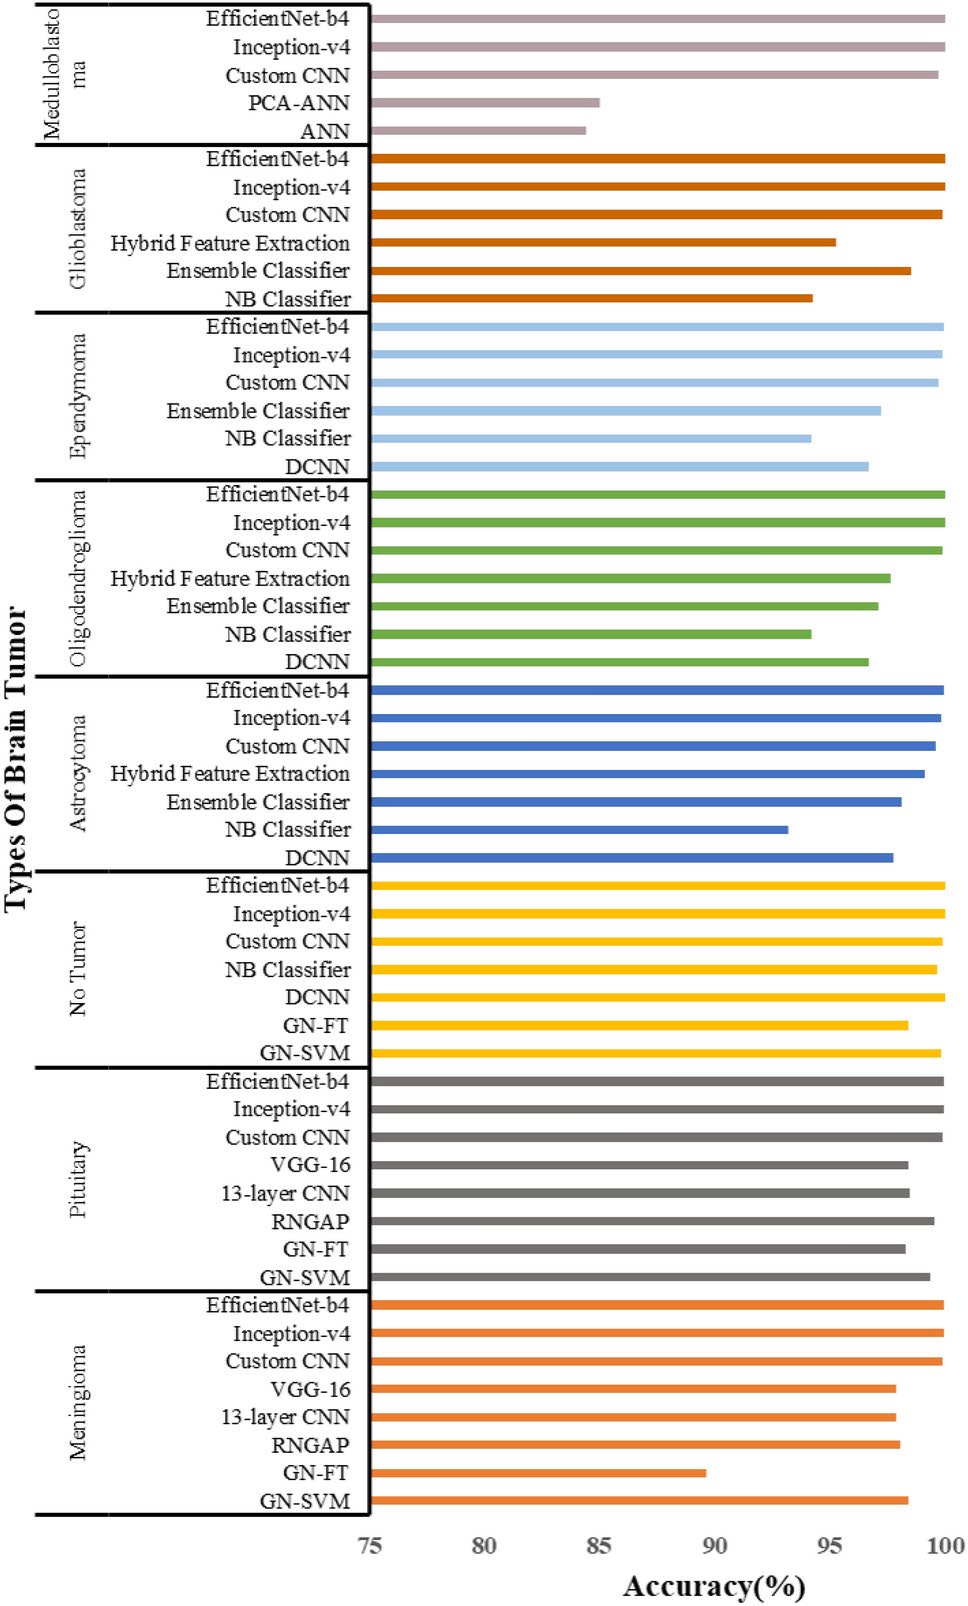 Types Of Brain Tumor
Medulloblasto
ma
EfficientNet-b4
Inception-v4
Custom CNN
PCA-ANN
ANN
Glioblastoma
EfficientNet-b4
Inception-v4
Custom CNN
Hybrid Feature Extraction
Ensemble Classifier
NB Classifier
Ependymoma
EfficientNet-b4
Inception-v4
Custom CNN
Ensemble Classifier
NB Classifier
DCNN
Oligodendroglioma
EfficientNet-b4
Inception-v4
Custom CNN
Hybrid Feature Extraction
Ensemble Classifier
NB Classifier
DCNN
Astrocytoma
EfficientNet-b4
Inception-v4
Custom CNN
Hybrid Feature Extraction
Ensemble Classifier
NB Classifier
DCNN
No Tumor
EfficientNet-b4
Inception-v4
Custom CNN
NB Classifier
DCNN
GN-FT
GN-SVM
Pituitary
EfficientNet-b4
Inception-v4
Custom CNN
VGG-16
13-layer CNN
RNGAP
GN-FT
GN-SVM
Meningioma
EfficientNet-b4
Inception-v4
Custom CNN
VGG-16
13-layer CNN
RNGAP
GN-FT
GN-SVM
75 80 85 90 95 100
Accuracy(%)